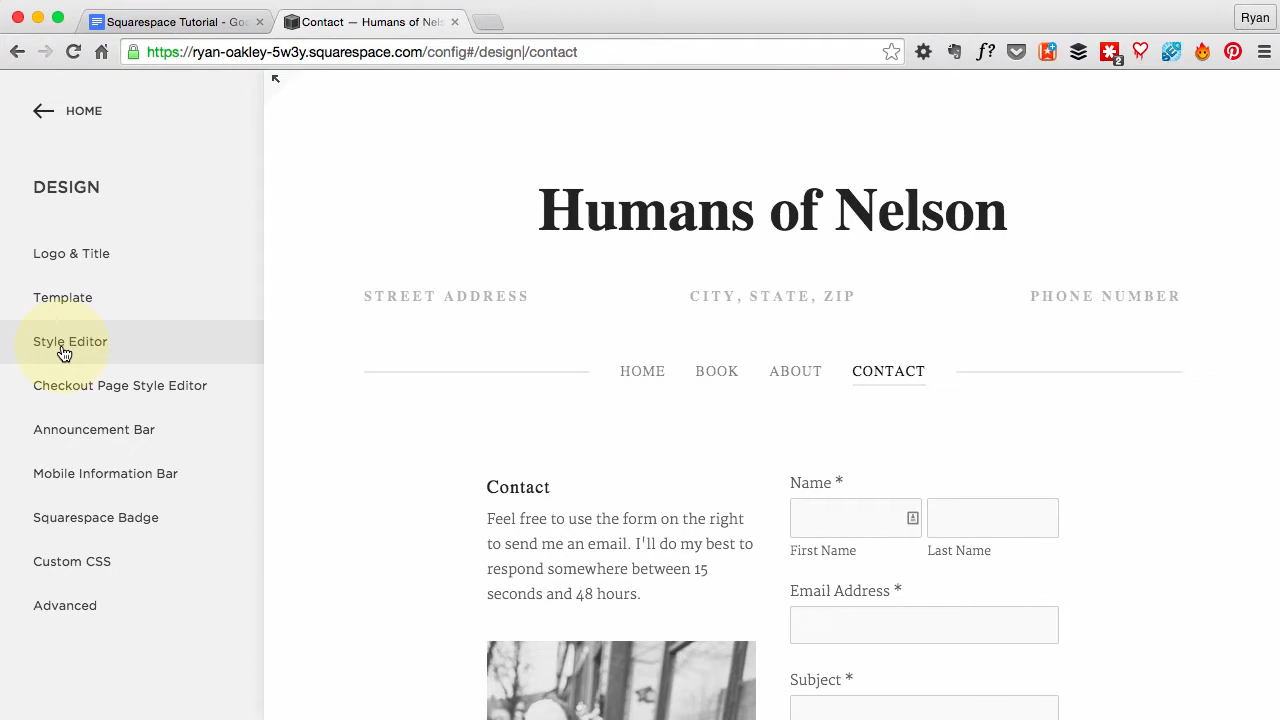 Squarespace Tutorial - Goo
Contact — Humans of Nels
Ryan
https://ryan-oakley-5w3y.squarespace.com/config#/design|/contact
f?
2
HOME
DESIGN
Logo & Title
Template
Style Editor
Checkout Page Style Editor
Announcement Bar
Mobile Information Bar
Squarespace Badge
Custom CSS
Advanced
Humans of Nelson
STREET ADDRESS CITY, STATE, ZIP PHONE NUMBER
HOME BOOK ABOUT CONTACT
Contact
Feel free to use the form on the right
to send me an email. I'll do my best to
respond somewhere between 15
seconds and 48 hours.
Name *
First Name Last Name
Email Address *
Subject *